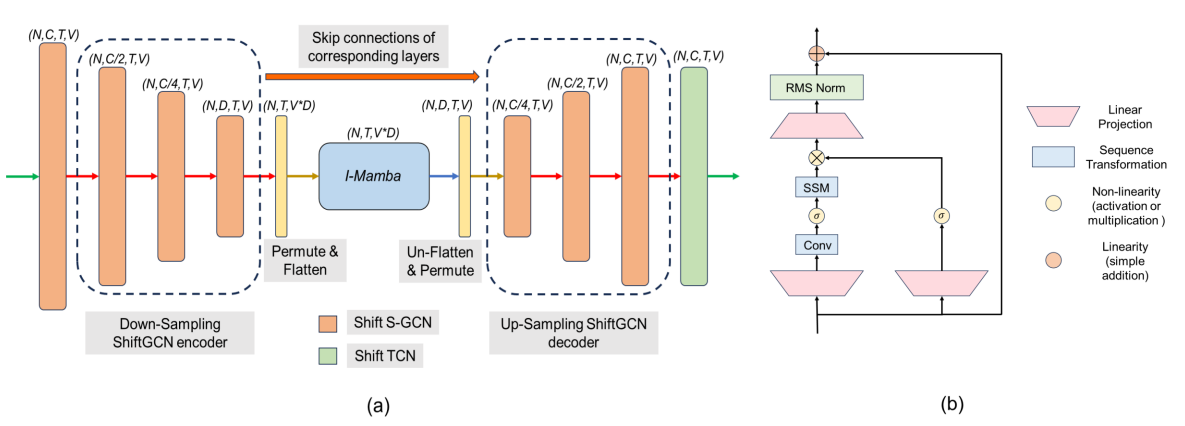 (N,C,T,V)
(N,C/2,T,V)
(N,C/4,T,V)
(N,D,T,V)
(N,T,V*D)
Skip connections of
corresponding layers
(N,T,V*D)
I-Mamba
(N,D,T,V)
(N,C/4,T,V)
(N,C/2,T,V)
(N,C,T,V)
(N,C,T,V)
Permute &
Flatten
Un-Flatten
& Permute
Down-Sampling
ShiftGCN encoder
Up-Sampling ShiftGCN
decoder
Shift S-GCN
Shift TCN
(a)
RMS Norm
SSM
σ
σ
Conv
Linear
Projection
Sequence
Transformation
σ
Non-linearity
(activation or
multiplication )
Linearity
(simple
addition)
(b)